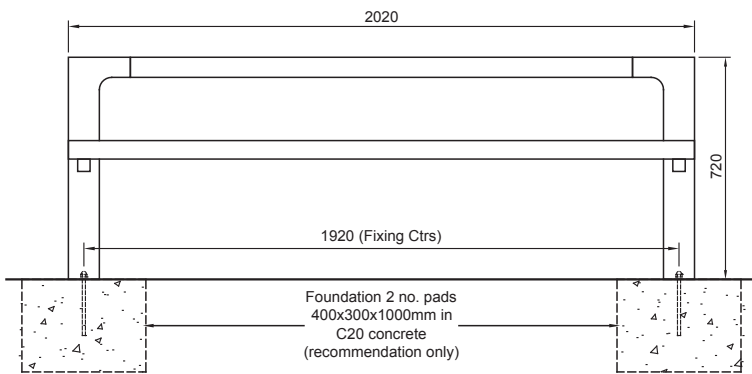 2020
720
1920 (Fixing Ctrs)
Foundation 2 no. pads
400x300x1000mm in
C20 concrete
(recommendation only)